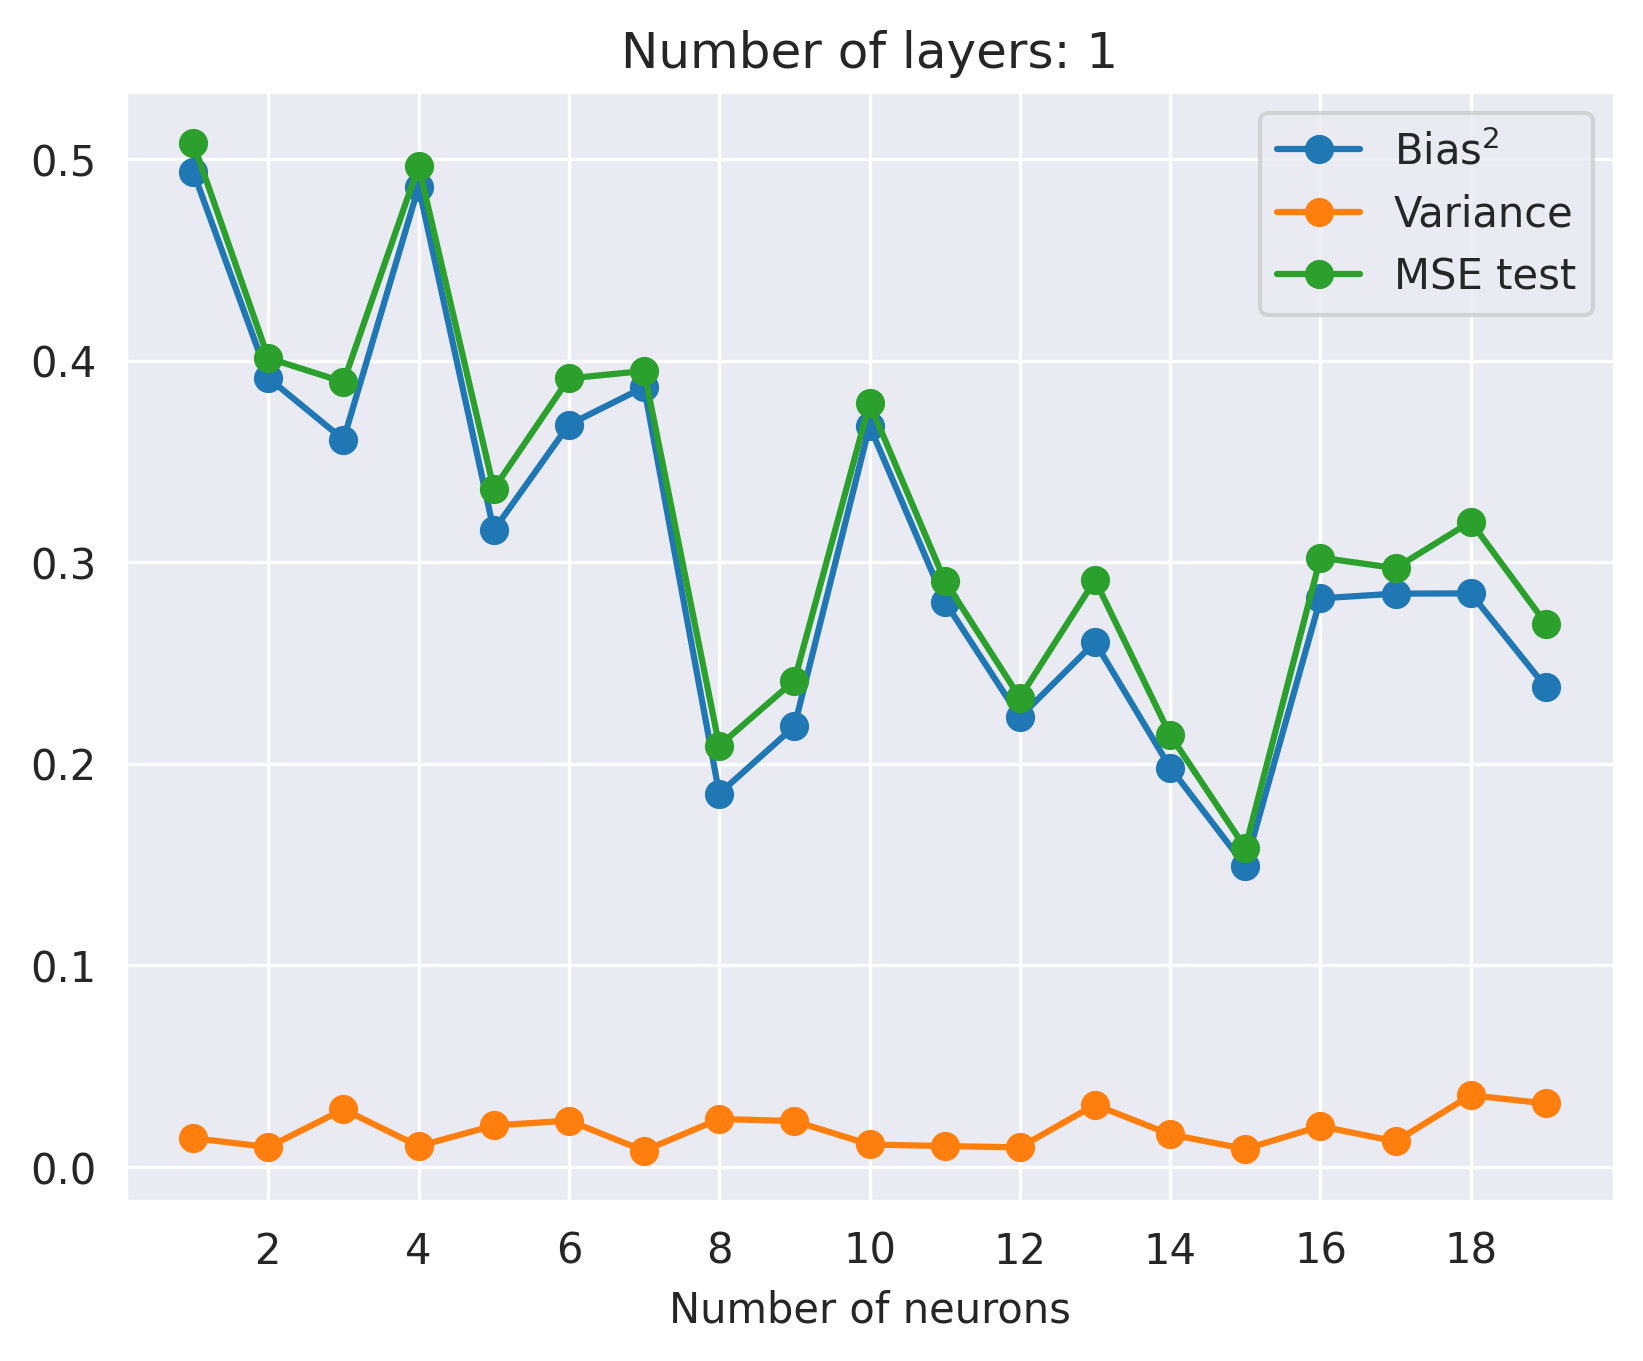 Number of layers: 1
Bias²
Variance
MSE test
0.5
0.4
0.3
0.2
0.1
0.0
2 4 6 8 10 12 14 16 18
Number of neurons